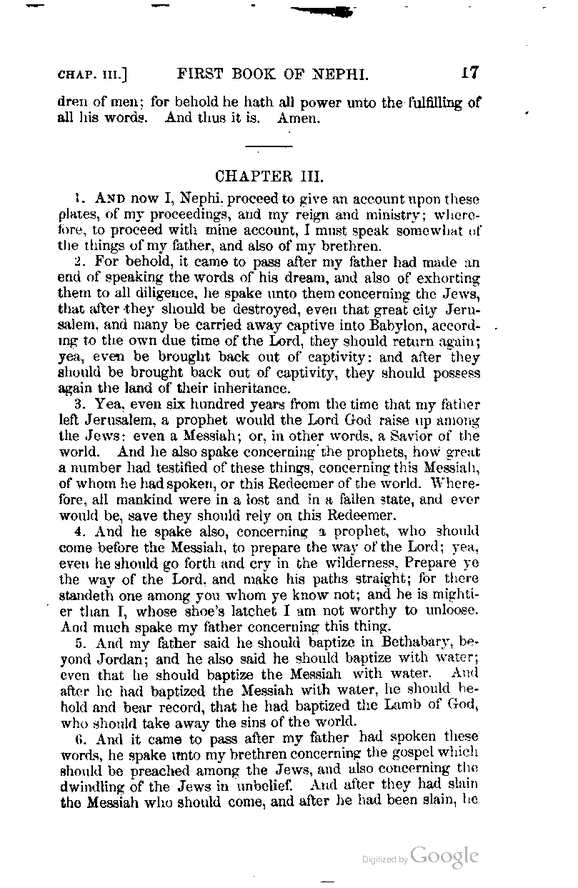 CHAP. III.] FIRST BOOK OF NEPHI. 17
dren of men; for behold he hath all power unto the fulfilling of
all his words. And thus it is. Amen.
CHAPTER III.
1. AND now I, Nephi. proceed to give an account upon these
plates, of my proceedings, and my reign and ministry; where-
fore, to proceed with mine account, I must speak somewhat of
the things of my father, and also of my brethren.
2. For behold, it came to pass after my father had made an
end of speaking the words of his dream, and also of exhorting
them to all diligence, he spake unto them concerning the Jews,
that after they should be destroyed, even that great city Jeru-
salem, and many be carried away captive into Babylon, accord-
ing to the own due time of the Lord, they should return again;
yea, even be brought back out of captivity: and after they
should be brought back out of captivity, they should possess
again the land of their inheritance.
3. Yea, even six hundred years from the time that my father
left Jerusalem, a prophet would the Lord God raise up among
the Jews: even a Messiah; or, in other words, a Savior of the
world. And he also spake concerning the prophets, how great
a number had testified of these things, concerning this Messiah,
of whom he had spoken, or this Redeemer of the world. Where-
fore, all mankind were in a lost and in a fallen state, and ever
would be, save they should rely on this Redeemer.
4. And he spake also, concerning a prophet, who should
come before the Messiah, to prepare the way of the Lord; yea,
even he should go forth and cry in the wilderness, Prepare ye
the way of the Lord, and make his paths straight; for there
standeth one among you whom ye know not; and he is mighti-
er than I, whose shoe's latchet I am not worthy to unloose.
And much spake my father concerning this thing.
5. And my father said he should baptize in Bethabary, be-
yond Jordan; and he also said he should baptize with water;
even that he should baptize the Messiah with water. And
after he had baptized the Messiah with water, he should be-
hold and bear record, that he had baptized the Lamb of God,
who should take away the sins of the world.
6. And it came to pass after my father had spoken these
words, he spake unto my brethren concerning the gospel which
should be preached among the Jews, and also concerning the
dwindling of the Jews in unbelief. And after they had slain
the Messiah who should come, and after he had been slain, he
Digitized by Google